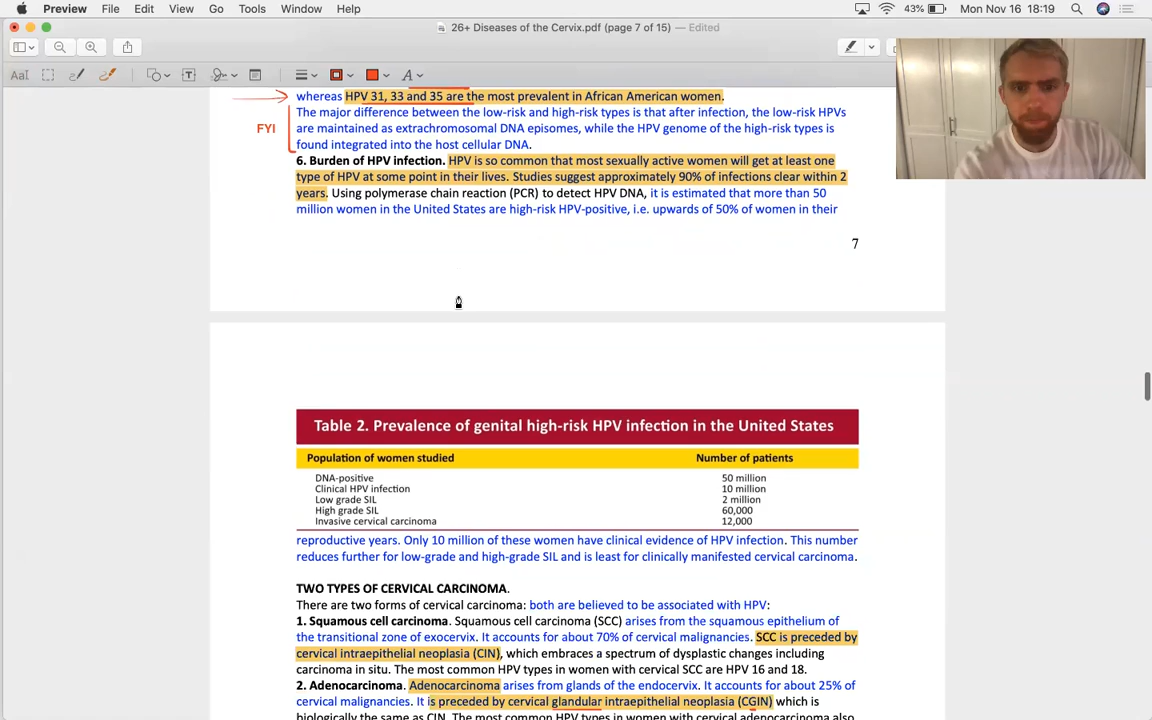 Preview File Edit View Go Tools Window Help 43% Mon Nov 16 18:19
26+ Diseases of the Cervix.pdf (page 7 of 15) — Edited
AaI A
whereas HPV 31, 33 and 35 are the most prevalent in African American women.
The major difference between the low-risk and high-risk types is that after infection, the low-risk HPVs
FYI are maintained as extrachromosomal DNA episomes, while the HPV genome of the high-risk types is
found integrated into the host cellular DNA.
6. Burden of HPV infection. HPV is so common that most sexually active women will get at least one
type of HPV at some point in their lives. Studies suggest approximately 90% of infections clear within 2
years. Using polymerase chain reaction (PCR) to detect HPV DNA, it is estimated that more than 50
million women in the United States are high-risk HPV-positive, i.e. upwards of 50% of women in their
7
Table 2. Prevalence of genital high-risk HPV infection in the United States
Population of women studied Number of patients
DNA-positive 50 million
Clinical HPV infection 10 million
Low grade SIL 2 million
High grade SIL 60,000
Invasive cervical carcinoma 12,000
reproductive years. Only 10 million of these women have clinical evidence of HPV infection. This number
reduces further for low-grade and high-grade SIL and is least for clinically manifested cervical carcinoma.
TWO TYPES OF CERVICAL CARCINOMA.
There are two forms of cervical carcinoma: both are believed to be associated with HPV:
1. Squamous cell carcinoma. Squamous cell carcinoma (SCC) arises from the squamous epithelium of
the transitional zone of exocervix. It accounts for about 70% of cervical malignancies. SCC is preceded by
cervical intraepithelial neoplasia (CIN), which embraces a spectrum of dysplastic changes including
carcinoma in situ. The most common HPV types in women with cervical SCC are HPV 16 and 18.
2. Adenocarcinoma. Adenocarcinoma arises from glands of the endocervix. It accounts for about 25% of
cervical malignancies. It is preceded by cervical glandular intraepithelial neoplasia (CGIN) which is
biologically the same as CIN. The most common HPV types in women with cervical adenocarcinoma also